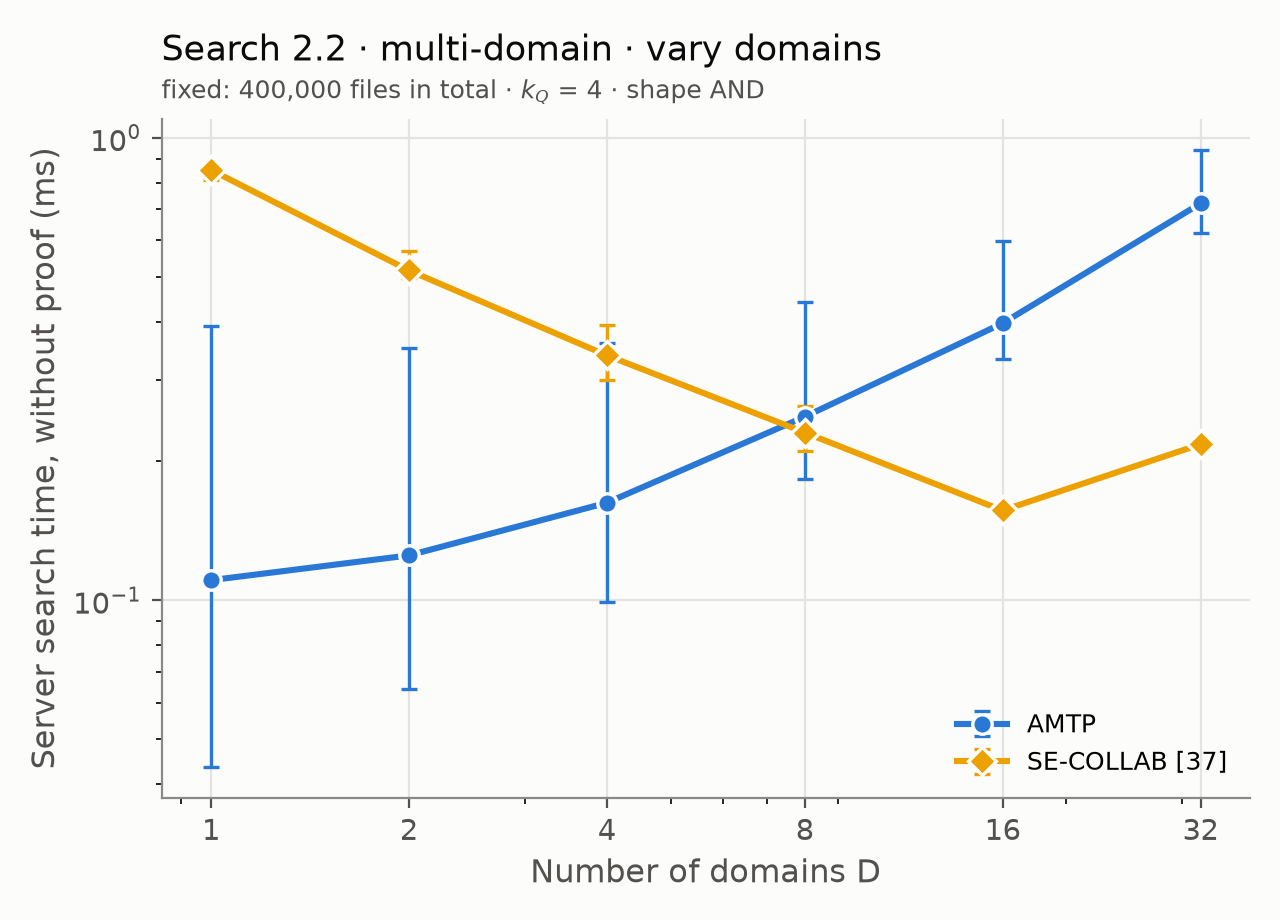 Search 2.2 · multi-domain · vary domains
fixed: 400,000 files in total · k_Q = 4 · shape AND
Server search time, without proof (ms)
10⁰
10⁻¹
1 2 4 8 16 32
Number of domains D
AMTP
SE-COLLAB [37]